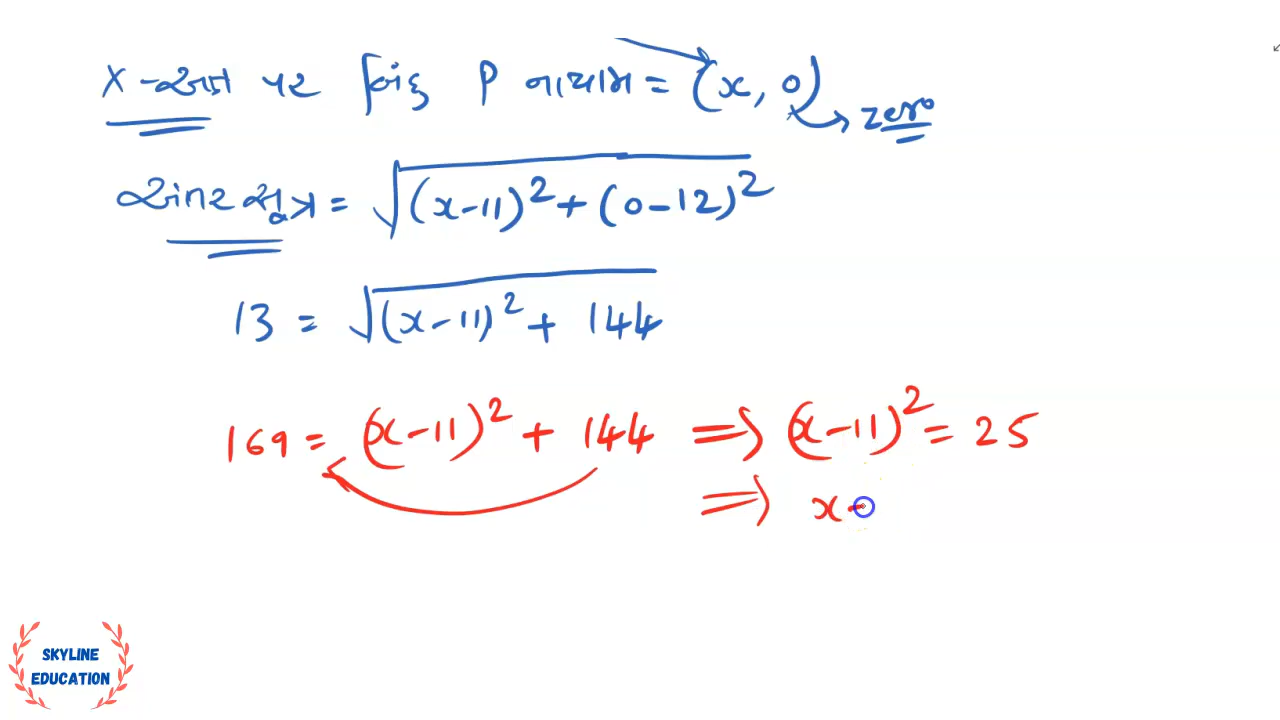 x-અક્ષ પર બિંદુ P ના યામ = (x, 0) → zero
અંતર સૂત્ર = √((x-11)² + (0-12)²)
13 = √((x-11)² + 144)
169 = (x-11)² + 144 ⇒ (x-11)² = 25
⇒ x-
SKYLINE
EDUCATION